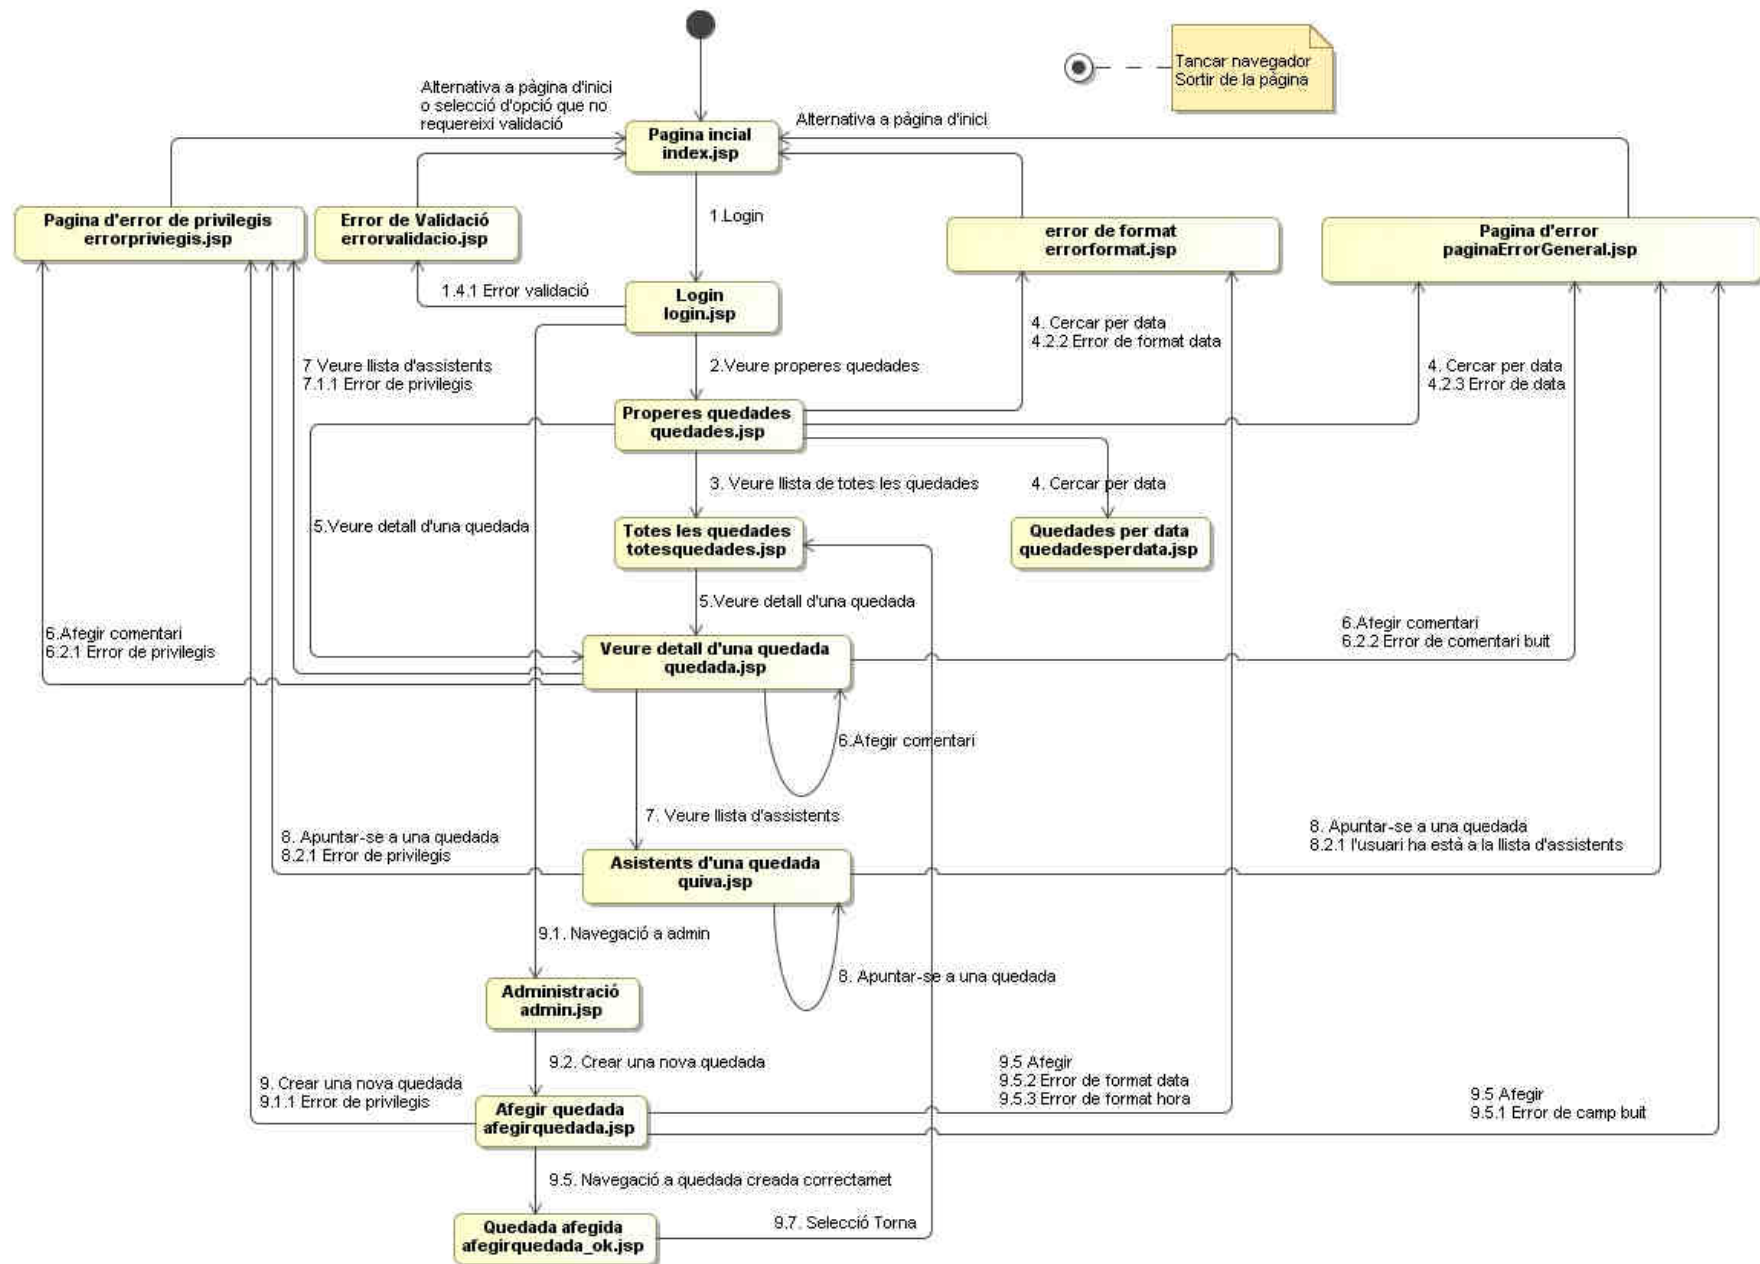 Tancar navegador
Sortir de la pàgina
Alternativa a pàgina d'inici
o selecció d'opció que no
requereixi validació
Alternativa a pàgina d'inici
Pagina incial
index.jsp
Pagina d'error de privilegis
errorpriviegis.jsp
Error de Validació
errorvalidacio.jsp
1.Login
error de format
errorformat.jsp
Pagina d'error
paginaErrorGeneral.jsp
1.4.1 Error validació
Login
login.jsp
4. Cercar per data
4.2.2 Error de format data
7 Veure llista d'assistents
7.1.1 Error de privilegis
2.Veure properes quedades
4. Cercar per data
4.2.3 Error de data
Properes quedades
quedades.jsp
3. Veure llista de totes les quedades
4. Cercar per data
5.Veure detall d'una quedada
Totes les quedades
totesquedades.jsp
Quedades per data
quedadesperdata.jsp
5.Veure detall d'una quedada
6.Afegir comentari
6.2.1 Error de privilegis
Veure detall d'una quedada
quedada.jsp
6.Afegir comentari
6.2.2 Error de comentari buit
6.Afegir comentari
7. Veure llista d'assistents
8. Apuntar-se a una quedada
8.2.1 Error de privilegis
8. Apuntar-se a una quedada
8.2.1 l'usuari ha està a la llista d'assistents
Asistents d'una quedada
quiva.jsp
9.1. Navegació a admin
8. Apuntar-se a una quedada
Administració
admin.jsp
9.2. Crear una nova quedada
9. Crear una nova quedada
9.1.1 Error de privilegis
9.5 Afegir
9.5.2 Error de format data
9.5.3 Error de format hora
9.5 Afegir
9.5.1 Error de camp buit
Afegir quedada
afegirquedada.jsp
9.5. Navegació a quedada creada correctamet
Quedada afegida
afegirquedada_ok.jsp
9.7. Selecció Torna